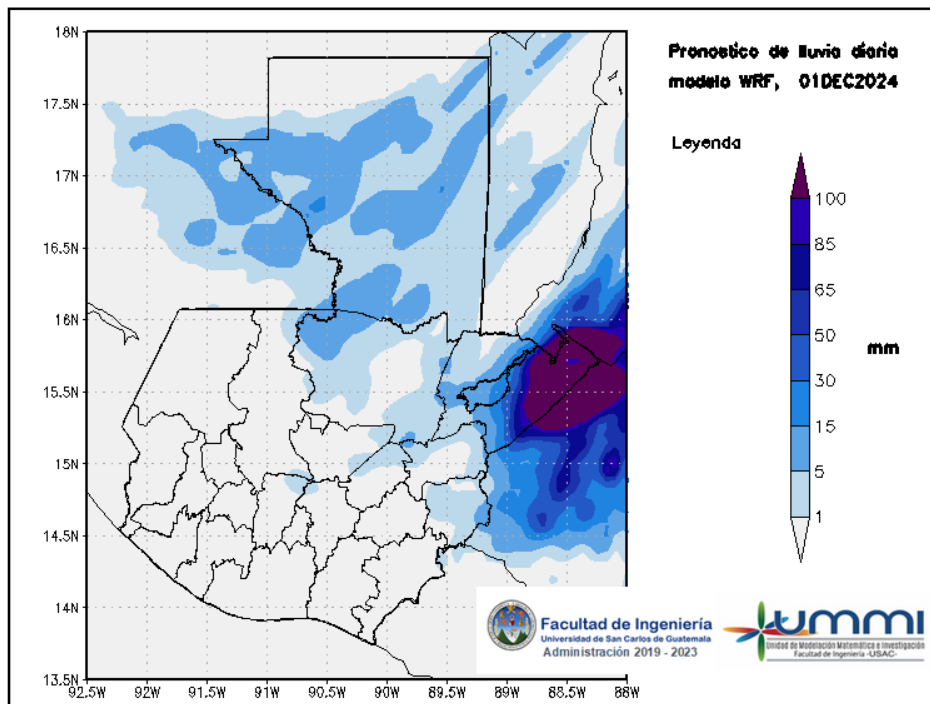 Pronostico de lluvia diaria
modelo WRF, 01DEC2024
Leyenda
100
85
65
50
30
15
5
1
mm
18N
17.5N
17N
16.5N
16N
15.5N
15N
14.5N
14N
13.5N
92.5W
92W
91.5W
91W
90.5W
90W
89.5W
89W
88.5W
88W
Facultad de Ingeniería
Universidad de San Carlos de Guatemala
Administración 2019 - 2023
ummi
Unidad de Modelación Matemática e Investigación
Facultad de Ingeniería -USAC-